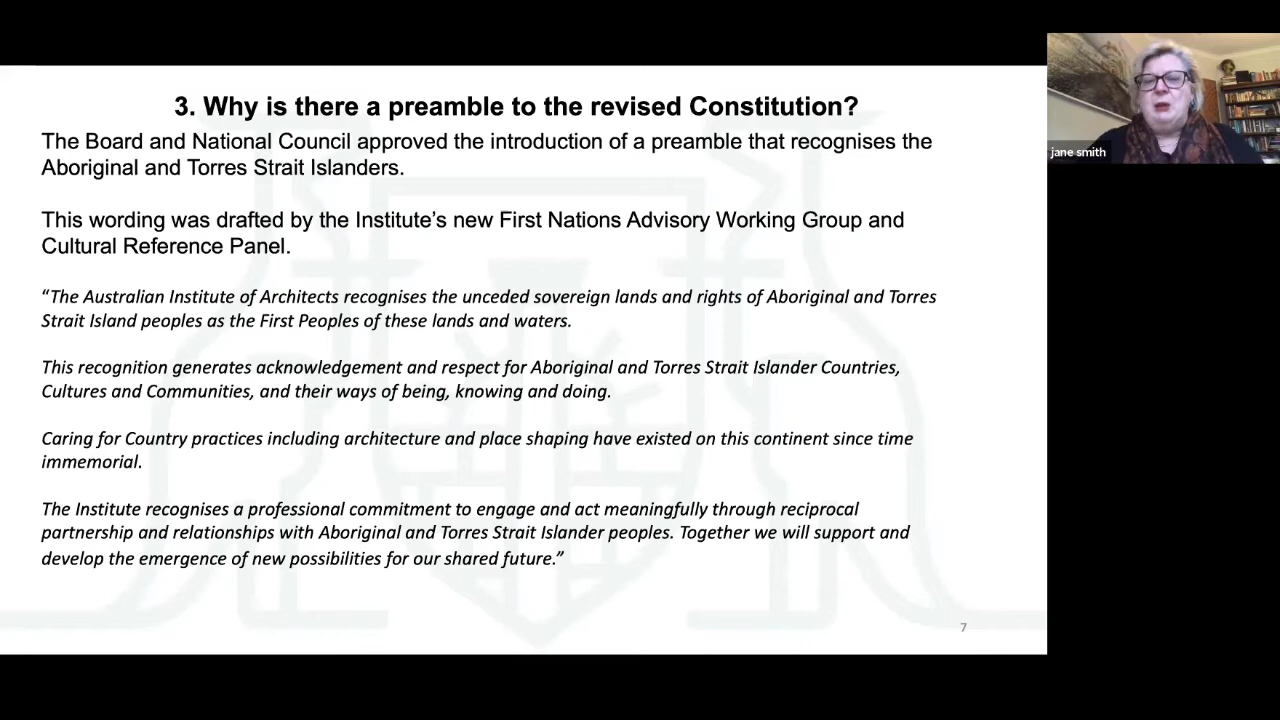 3. Why is there a preamble to the revised Constitution?
The Board and National Council approved the introduction of a preamble that recognises the
Aboriginal and Torres Strait Islanders.
This wording was drafted by the Institute's new First Nations Advisory Working Group and
Cultural Reference Panel.
“The Australian Institute of Architects recognises the unceded sovereign lands and rights of Aboriginal and Torres
Strait Island peoples as the First Peoples of these lands and waters.
This recognition generates acknowledgement and respect for Aboriginal and Torres Strait Islander Countries,
Cultures and Communities, and their ways of being, knowing and doing.
Caring for Country practices including architecture and place shaping have existed on this continent since time
immemorial.
The Institute recognises a professional commitment to engage and act meaningfully through reciprocal
partnership and relationships with Aboriginal and Torres Strait Islander peoples. Together we will support and
develop the emergence of new possibilities for our shared future.”
7
jane smith